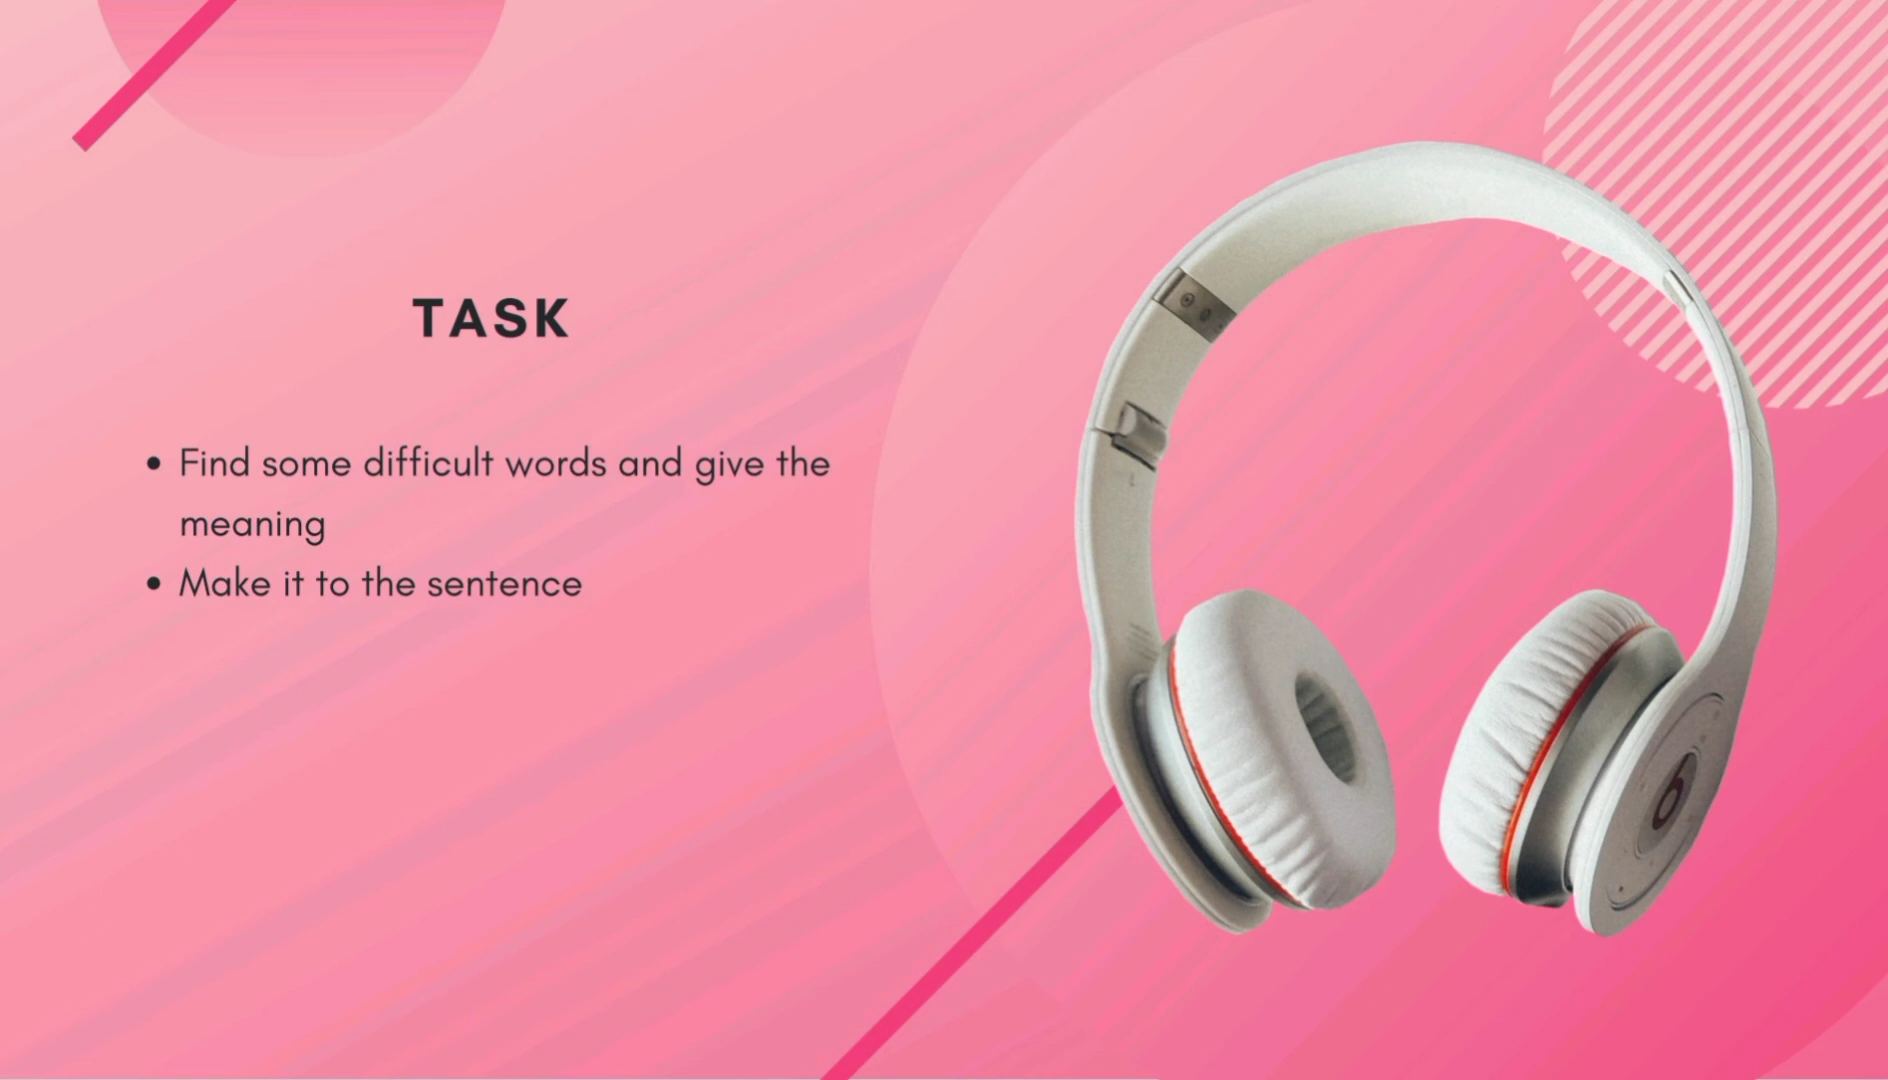 TASK
• Find some difficult words and give the
meaning
• Make it to the sentence